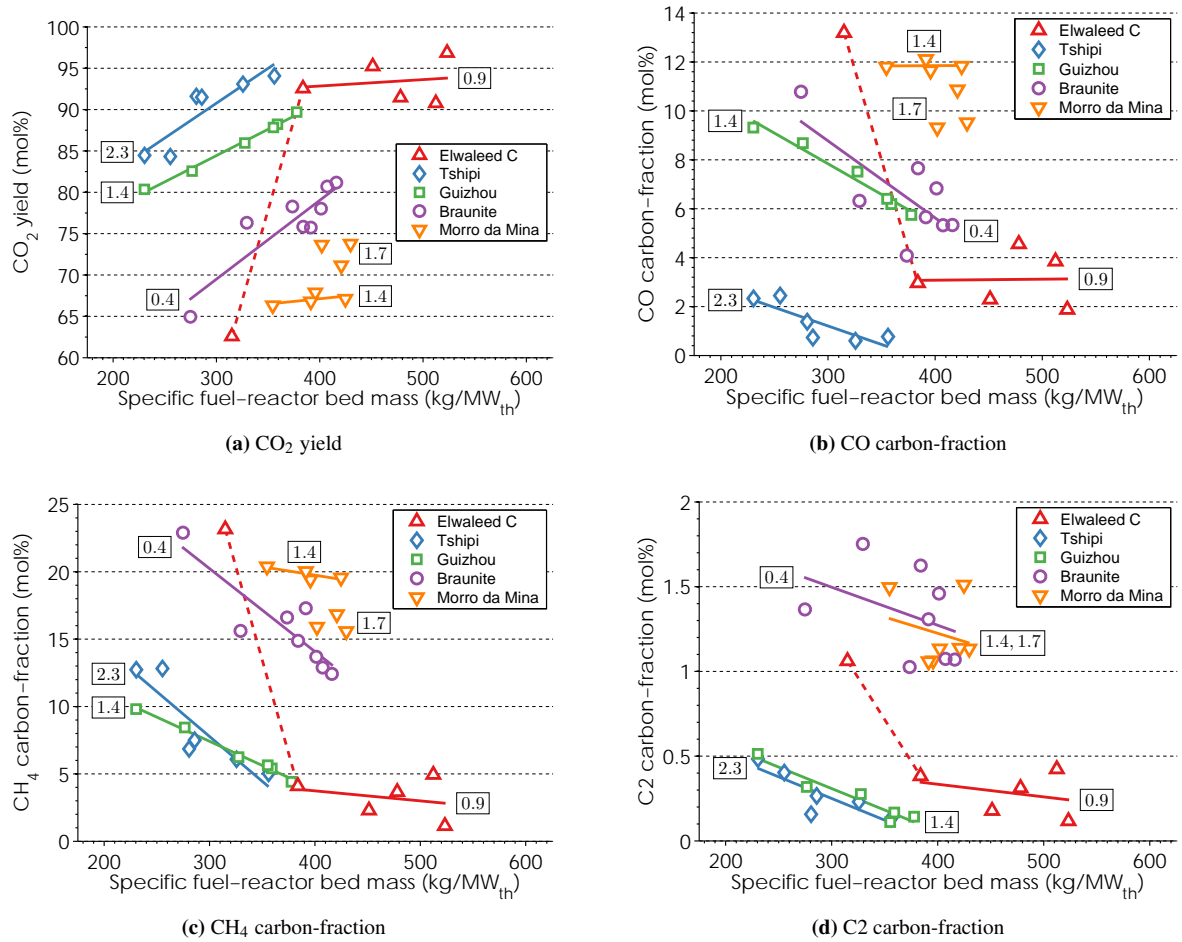 100
95
90
85
80
75
70
65
60
CO2 yield (mol%)
2.3
1.4
0.4
0.9
1.7
1.4
Elwaleed C
Tshipi
Guizhou
Braunite
Morro da Mina
200 300 400 500 600
Specific fuel-reactor bed mass (kg/MWth)
(a) CO2 yield
16
14
12
10
8
6
4
2
0
CO carbon-fraction (mol%)
1.4
1.7
1.4
0.4
0.9
2.3
Elwaleed C
Tshipi
Guizhou
Braunite
Morro da Mina
200 300 400 500 600
Specific fuel-reactor bed mass (kg/MWth)
(b) CO carbon-fraction
25
20
15
10
5
0
CH4 carbon-fraction (mol%)
0.4
1.4
1.7
2.3
1.4
0.9
Elwaleed C
Tshipi
Guizhou
Braunite
Morro da Mina
200 300 400 500 600
Specific fuel-reactor bed mass (kg/MWth)
(c) CH4 carbon-fraction
2
1.5
1
0.5
0
C2 carbon-fraction (mol%)
0.4
1.4, 1.7
2.3
1.4
0.9
Elwaleed C
Tshipi
Guizhou
Braunite
Morro da Mina
200 300 400 500 600
Specific fuel-reactor bed mass (kg/MWth)
(d) C2 carbon-fraction